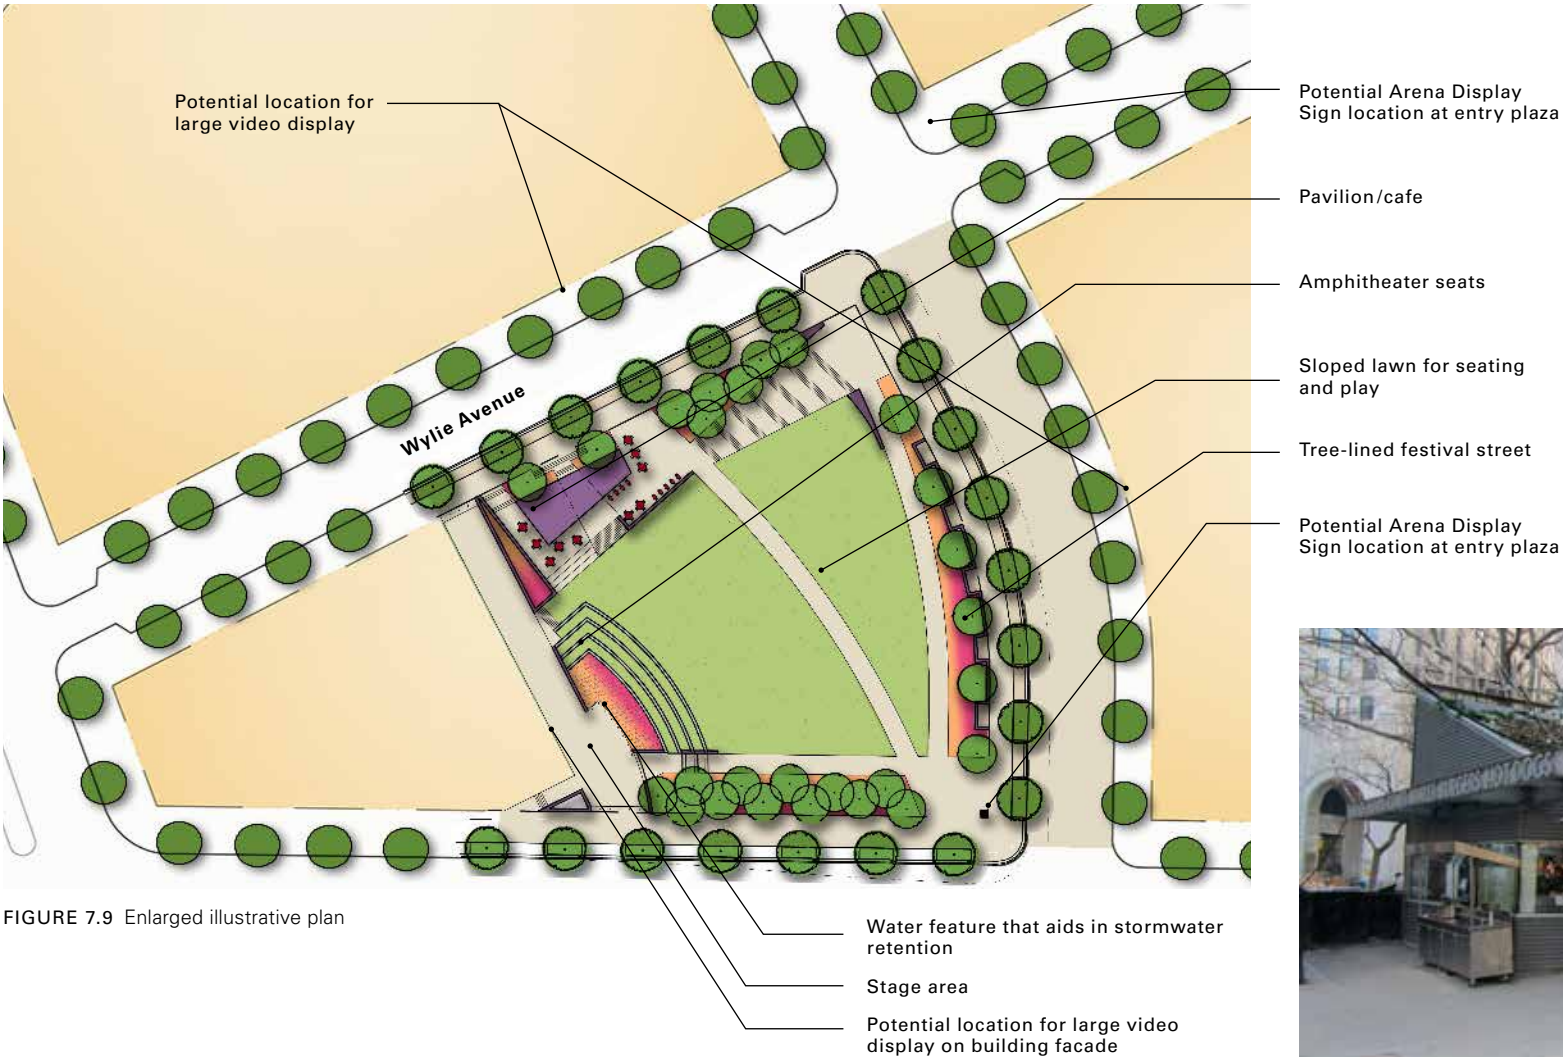 Potential location for
large video display
Potential Arena Display
Sign location at entry plaza
Pavilion/cafe
Amphitheater seats
Sloped lawn for seating
and play
Wylie Avenue
Tree-lined festival street
Potential Arena Display
Sign location at entry plaza
FIGURE 7.9 Enlarged illustrative plan
Water feature that aids in stormwater
retention
Stage area
Potential location for large video
display on building facade